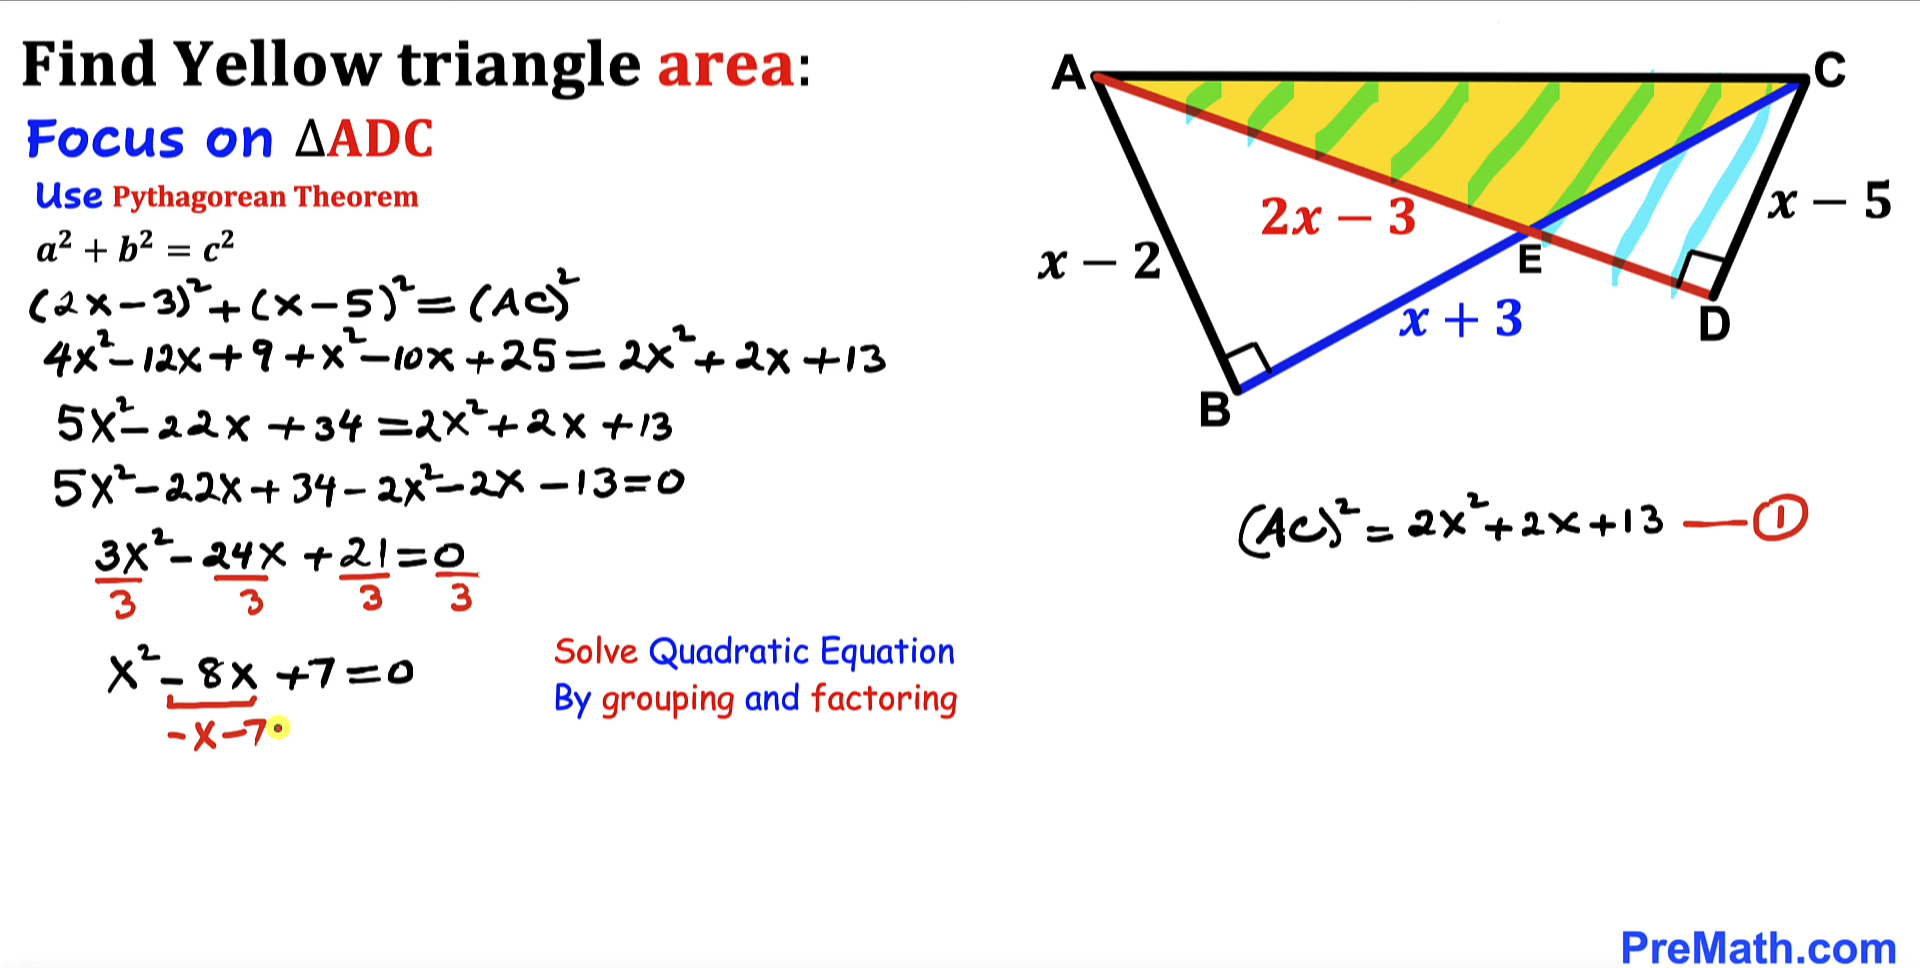 Find Yellow triangle area:
Focus on ΔADC
Use Pythagorean Theorem
a² + b² = c²
(2x-3)²+(x-5)²=(AC)²
4x²-12x+9+x²-10x+25=2x²+2x+13
5x²-22x+34=2x²+2x+13
5x²-22x+34-2x²-2x-13=0
3x²-24x+21=0
3 3 3 3
x²-8x+7=0
-x-7
Solve Quadratic Equation
By grouping and factoring
A
C
2x − 3
x − 5
x − 2
E
x + 3
D
B
(AC)²=2x²+2x+13 — ①
PreMath.com